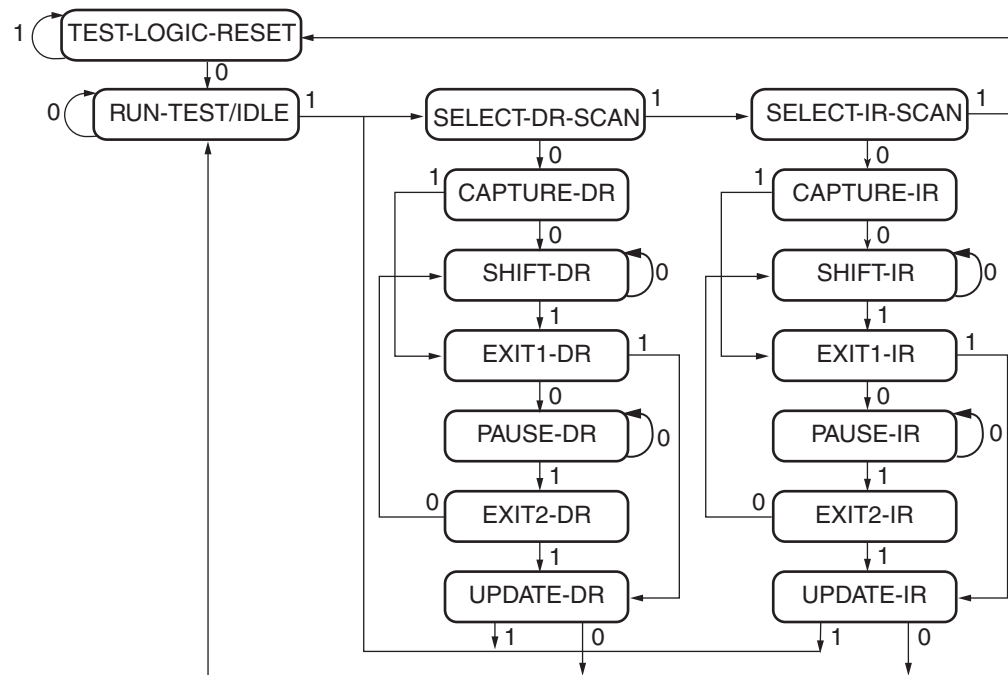 1 TEST-LOGIC-RESET
0
0 RUN-TEST/IDLE 1
SELECT-DR-SCAN 1
SELECT-IR-SCAN 1
0
0
1 CAPTURE-DR
1 CAPTURE-IR
0
0
SHIFT-DR 0
SHIFT-IR 0
1
1
EXIT1-DR 1
EXIT1-IR 1
0
0
PAUSE-DR 0
PAUSE-IR 0
1
1
0 EXIT2-DR
0 EXIT2-IR
1
1
UPDATE-DR
UPDATE-IR
1 0
1 0